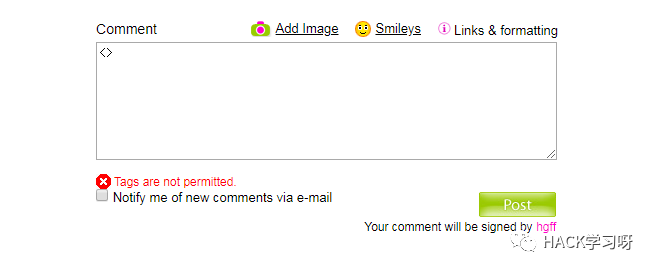 Comment Add Image Smileys Links & formatting
<>
Tags are not permitted.
Notify me of new comments via e-mail
Post
Your comment will be signed by hgff
HACK学习呀